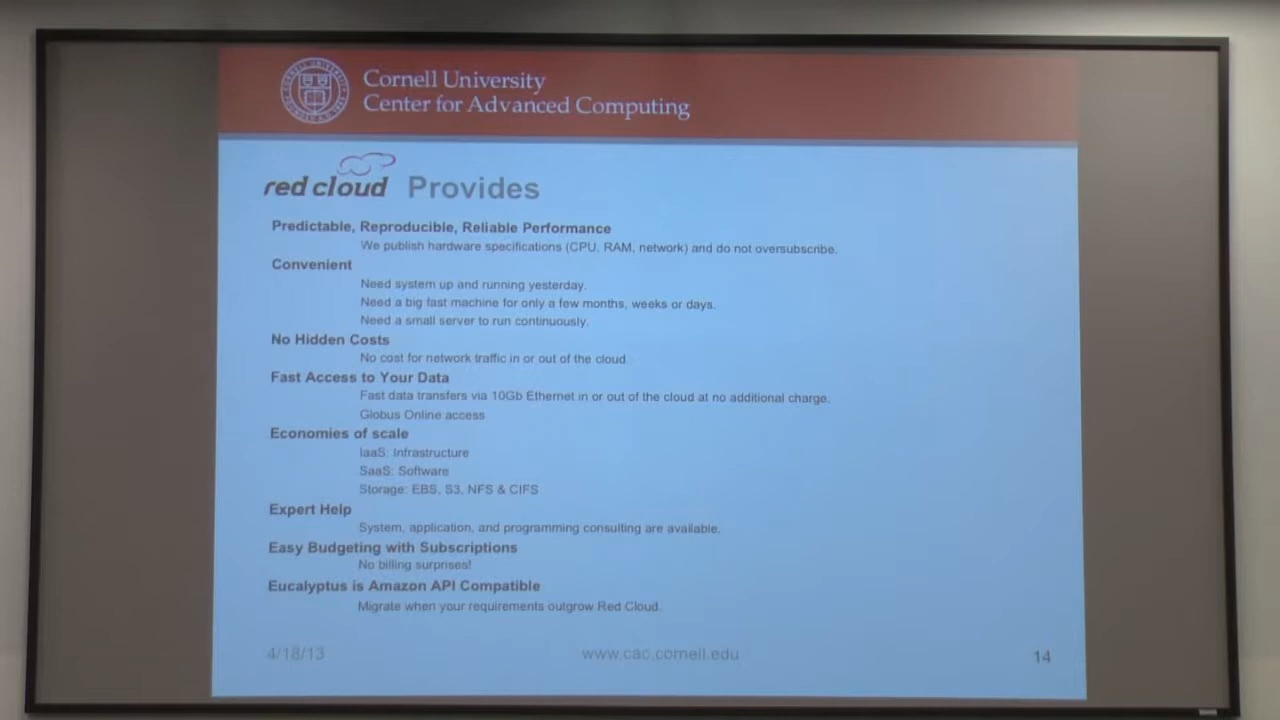 Cornell University
Center for Advanced Computing
red cloud Provides
Predictable, Reproducible, Reliable Performance
We publish hardware specifications (CPU, RAM, network) and do not oversubscribe.
Convenient
Need system up and running yesterday.
Need a big fast machine for only a few months, weeks or days.
Need a small server to run continuously.
No Hidden Costs
No cost for network traffic in or out of the cloud
Fast Access to Your Data
Fast data transfers via 10Gb Ethernet in or out of the cloud at no additional charge.
Globus Online access
Economies of scale
IaaS: Infrastructure
SaaS: Software
Storage: EBS, S3, NFS & CIFS
Expert Help
System, application, and programming consulting are available.
Easy Budgeting with Subscriptions
No billing surprises!
Eucalyptus is Amazon API Compatible
Migrate when your requirements outgrow Red Cloud.
4/18/13
www.cac.cornell.edu
14